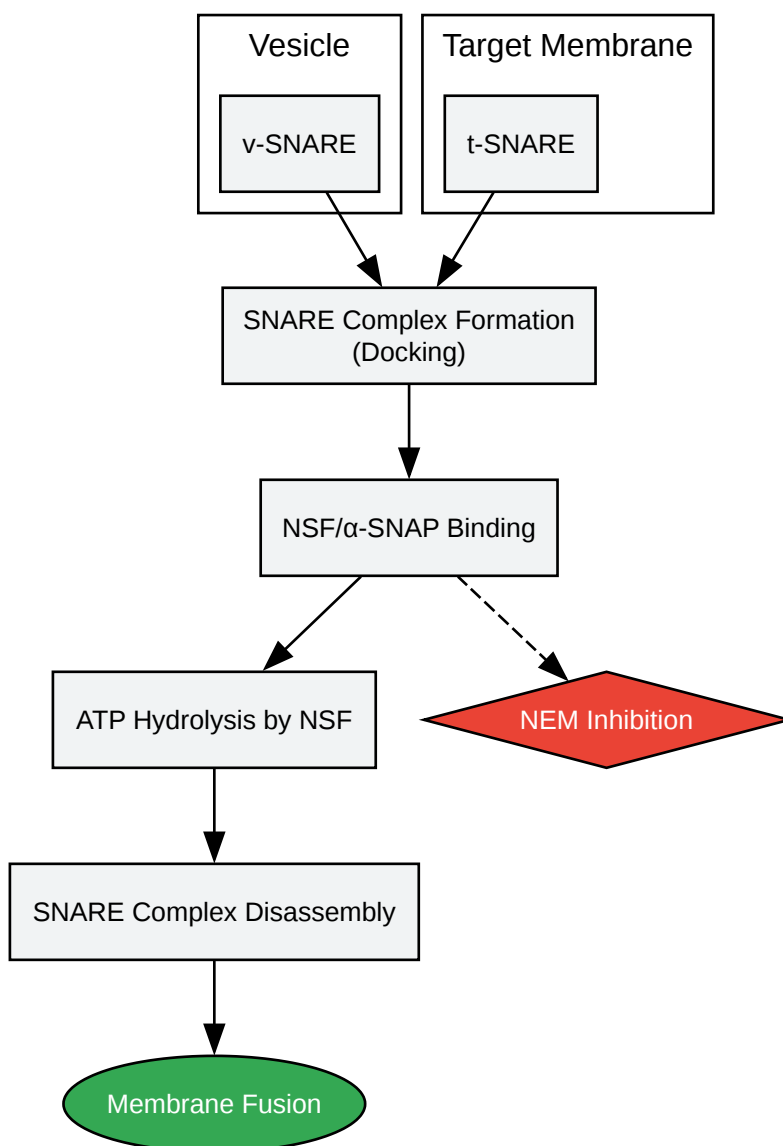 Vesicle
Target Membrane
v-SNARE
t-SNARE
SNARE Complex Formation
(Docking)
NSF/α-SNAP Binding
ATP Hydrolysis by NSF
NEM Inhibition
SNARE Complex Disassembly
Membrane Fusion